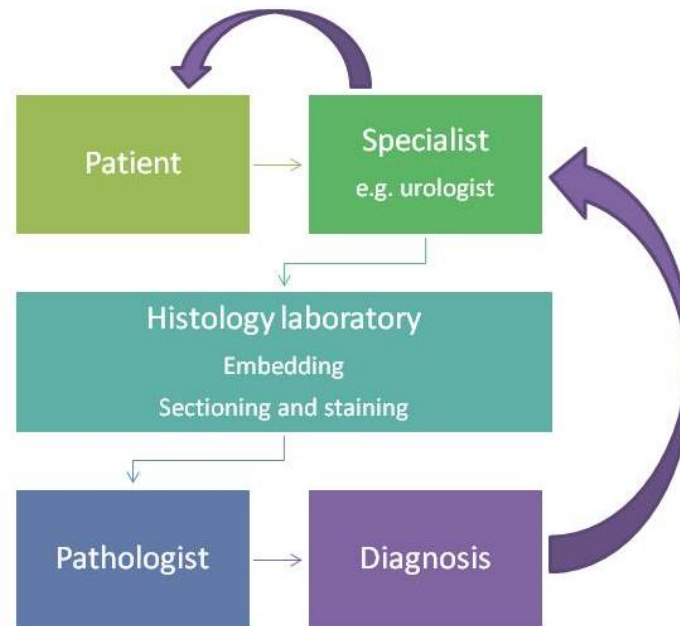 Patient
Specialist
e.g. urologist
Histology laboratory
Embedding
Sectioning and staining
Pathologist
Diagnosis